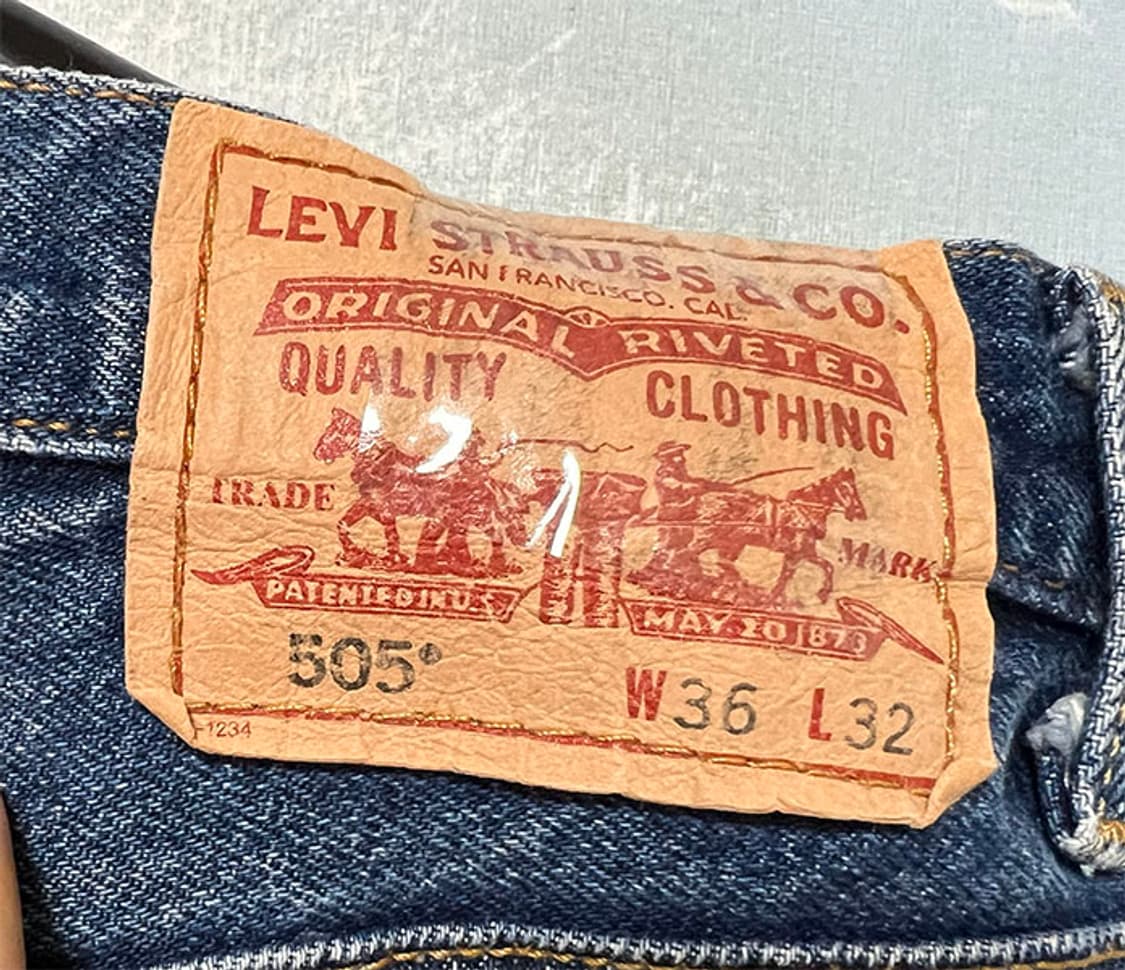 LEVI STRAUSS & CO.
SAN FRANCISCO. CAL.
ORIGINAL RIVETED
QUALITY CLOTHING
TRADE MARK
PATENTED IN U.S. MAY 20 1873
505°
W36 L32
-1234